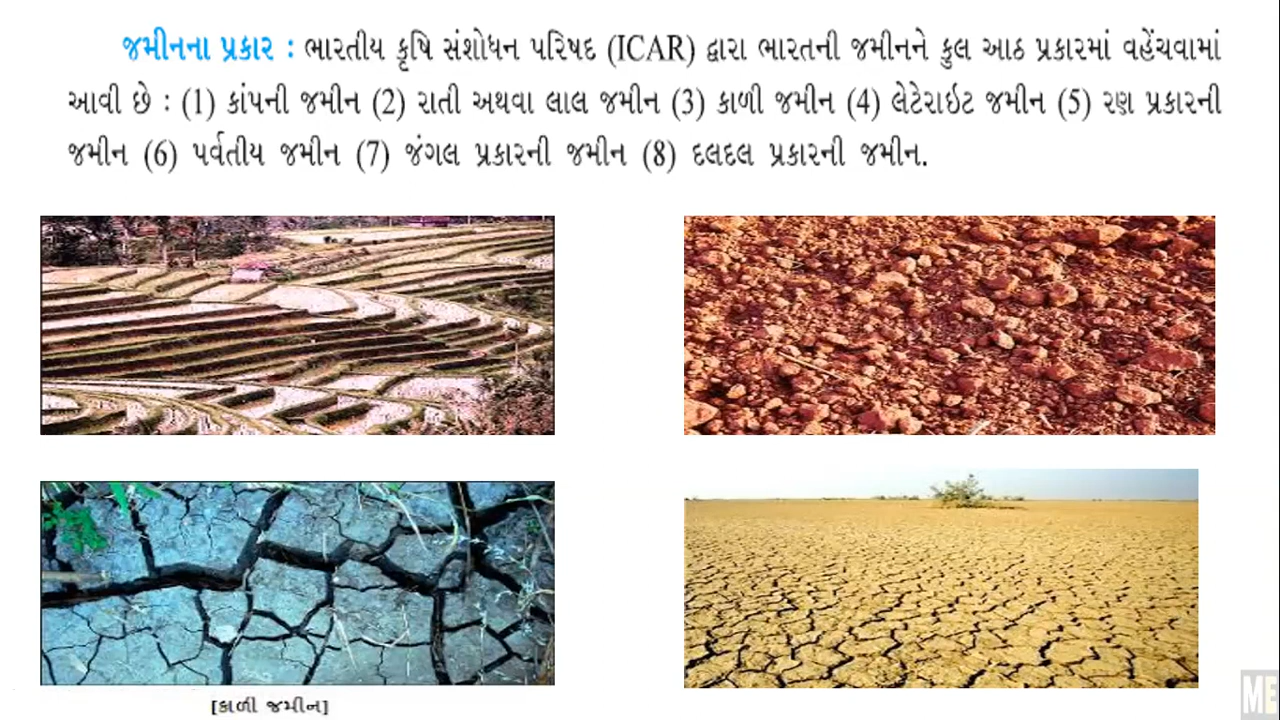 જમીનના પ્રકાર : ભારતીય કૃષિ સંશોધન પરિષદ (ICAR) દ્વારા ભારતની જમીનને કુલ આઠ પ્રકારમાં વહેંચવામાં
આવી છે : (1) કાંપની જમીન (2) રાતી અથવા લાલ જમીન (3) કાળી જમીન (4) લેટેરાઇટ જમીન (5) રણ પ્રકારની
જમીન (6) પર્વતીય જમીન (7) જંગલ પ્રકારની જમીન (8) દલદલ પ્રકારની જમીન.
[કાળી જમીન]
ME